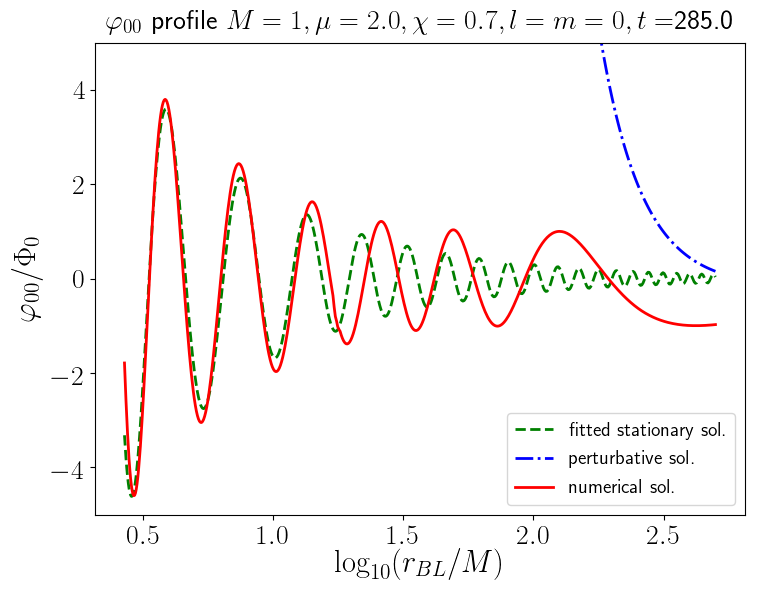 φ₀₀ profile M = 1, μ = 2.0, χ = 0.7, l = m = 0, t =285.0
φ₀₀/Φ₀
4
2
0
−2
−4
fitted stationary sol.
perturbative sol.
numerical sol.
0.5 1.0 1.5 2.0 2.5
log₁₀(r_BL/M)